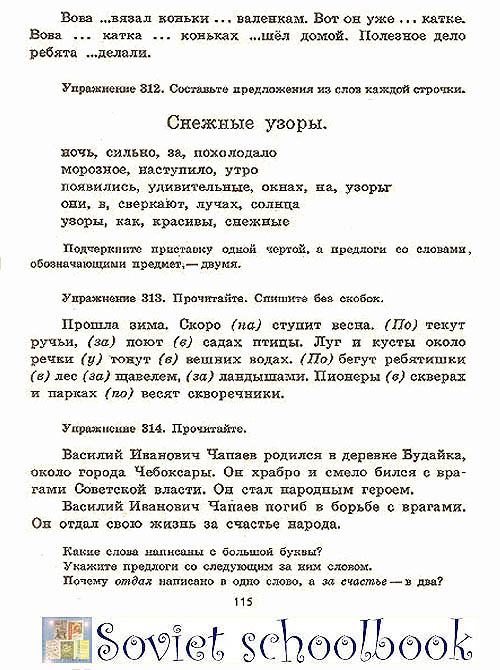 Вова ...вязал коньки ... валенкам. Вот он уже ... катке.
Вова ... катка ... коньках ...шёл домой. Полезное дело
ребята ...делали.
Упражнение 312. Составьте предложения из слов каждой строчки.
Снежные узоры.
ночь, сильно, за, похолодало
морозное, наступило, утро
появились, удивительные, окнах, на, узоры
они, в, сверкают, лучах, солнца
узоры, как, красивы, снежные
Подчеркните приставку одной чертой, а предлоги со словами,
обозначающими предмет,— двумя.
Упражнение 313. Прочитайте. Спишите без скобок.
Прошла зима. Скоро (на) ступит весна. (По) текут
ручьи, (за) поют (в) садах птицы. Луг и кусты около
речки (у) тонут (в) вешних водах. (По) бегут ребятишки
(в) лес (за) щавелем, (за) ландышами. Пионеры (в) скверах
и парках (по) весят скворечники.
Упражнение 314. Прочитайте.
Василий Иванович Чапаев родился в деревне Будайка,
около города Чебоксары. Он храбро и смело бился с вра-
гами Советской власти. Он стал народным героем.
Василий Иванович Чапаев погиб в борьбе с врагами.
Он отдал свою жизнь за счастье народа.
Какие слова написаны с большой буквы?
Укажите предлоги со следующим за ним словом.
Почему отдал написано в одно слово, а за счастье — в два?
115
Soviet schoolbook